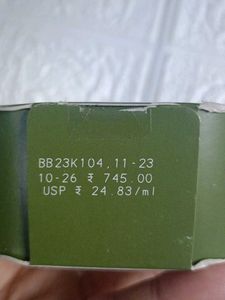 BB23K104,11-23
10-26 ₹ 745.00
USP ₹ 24.83/ml